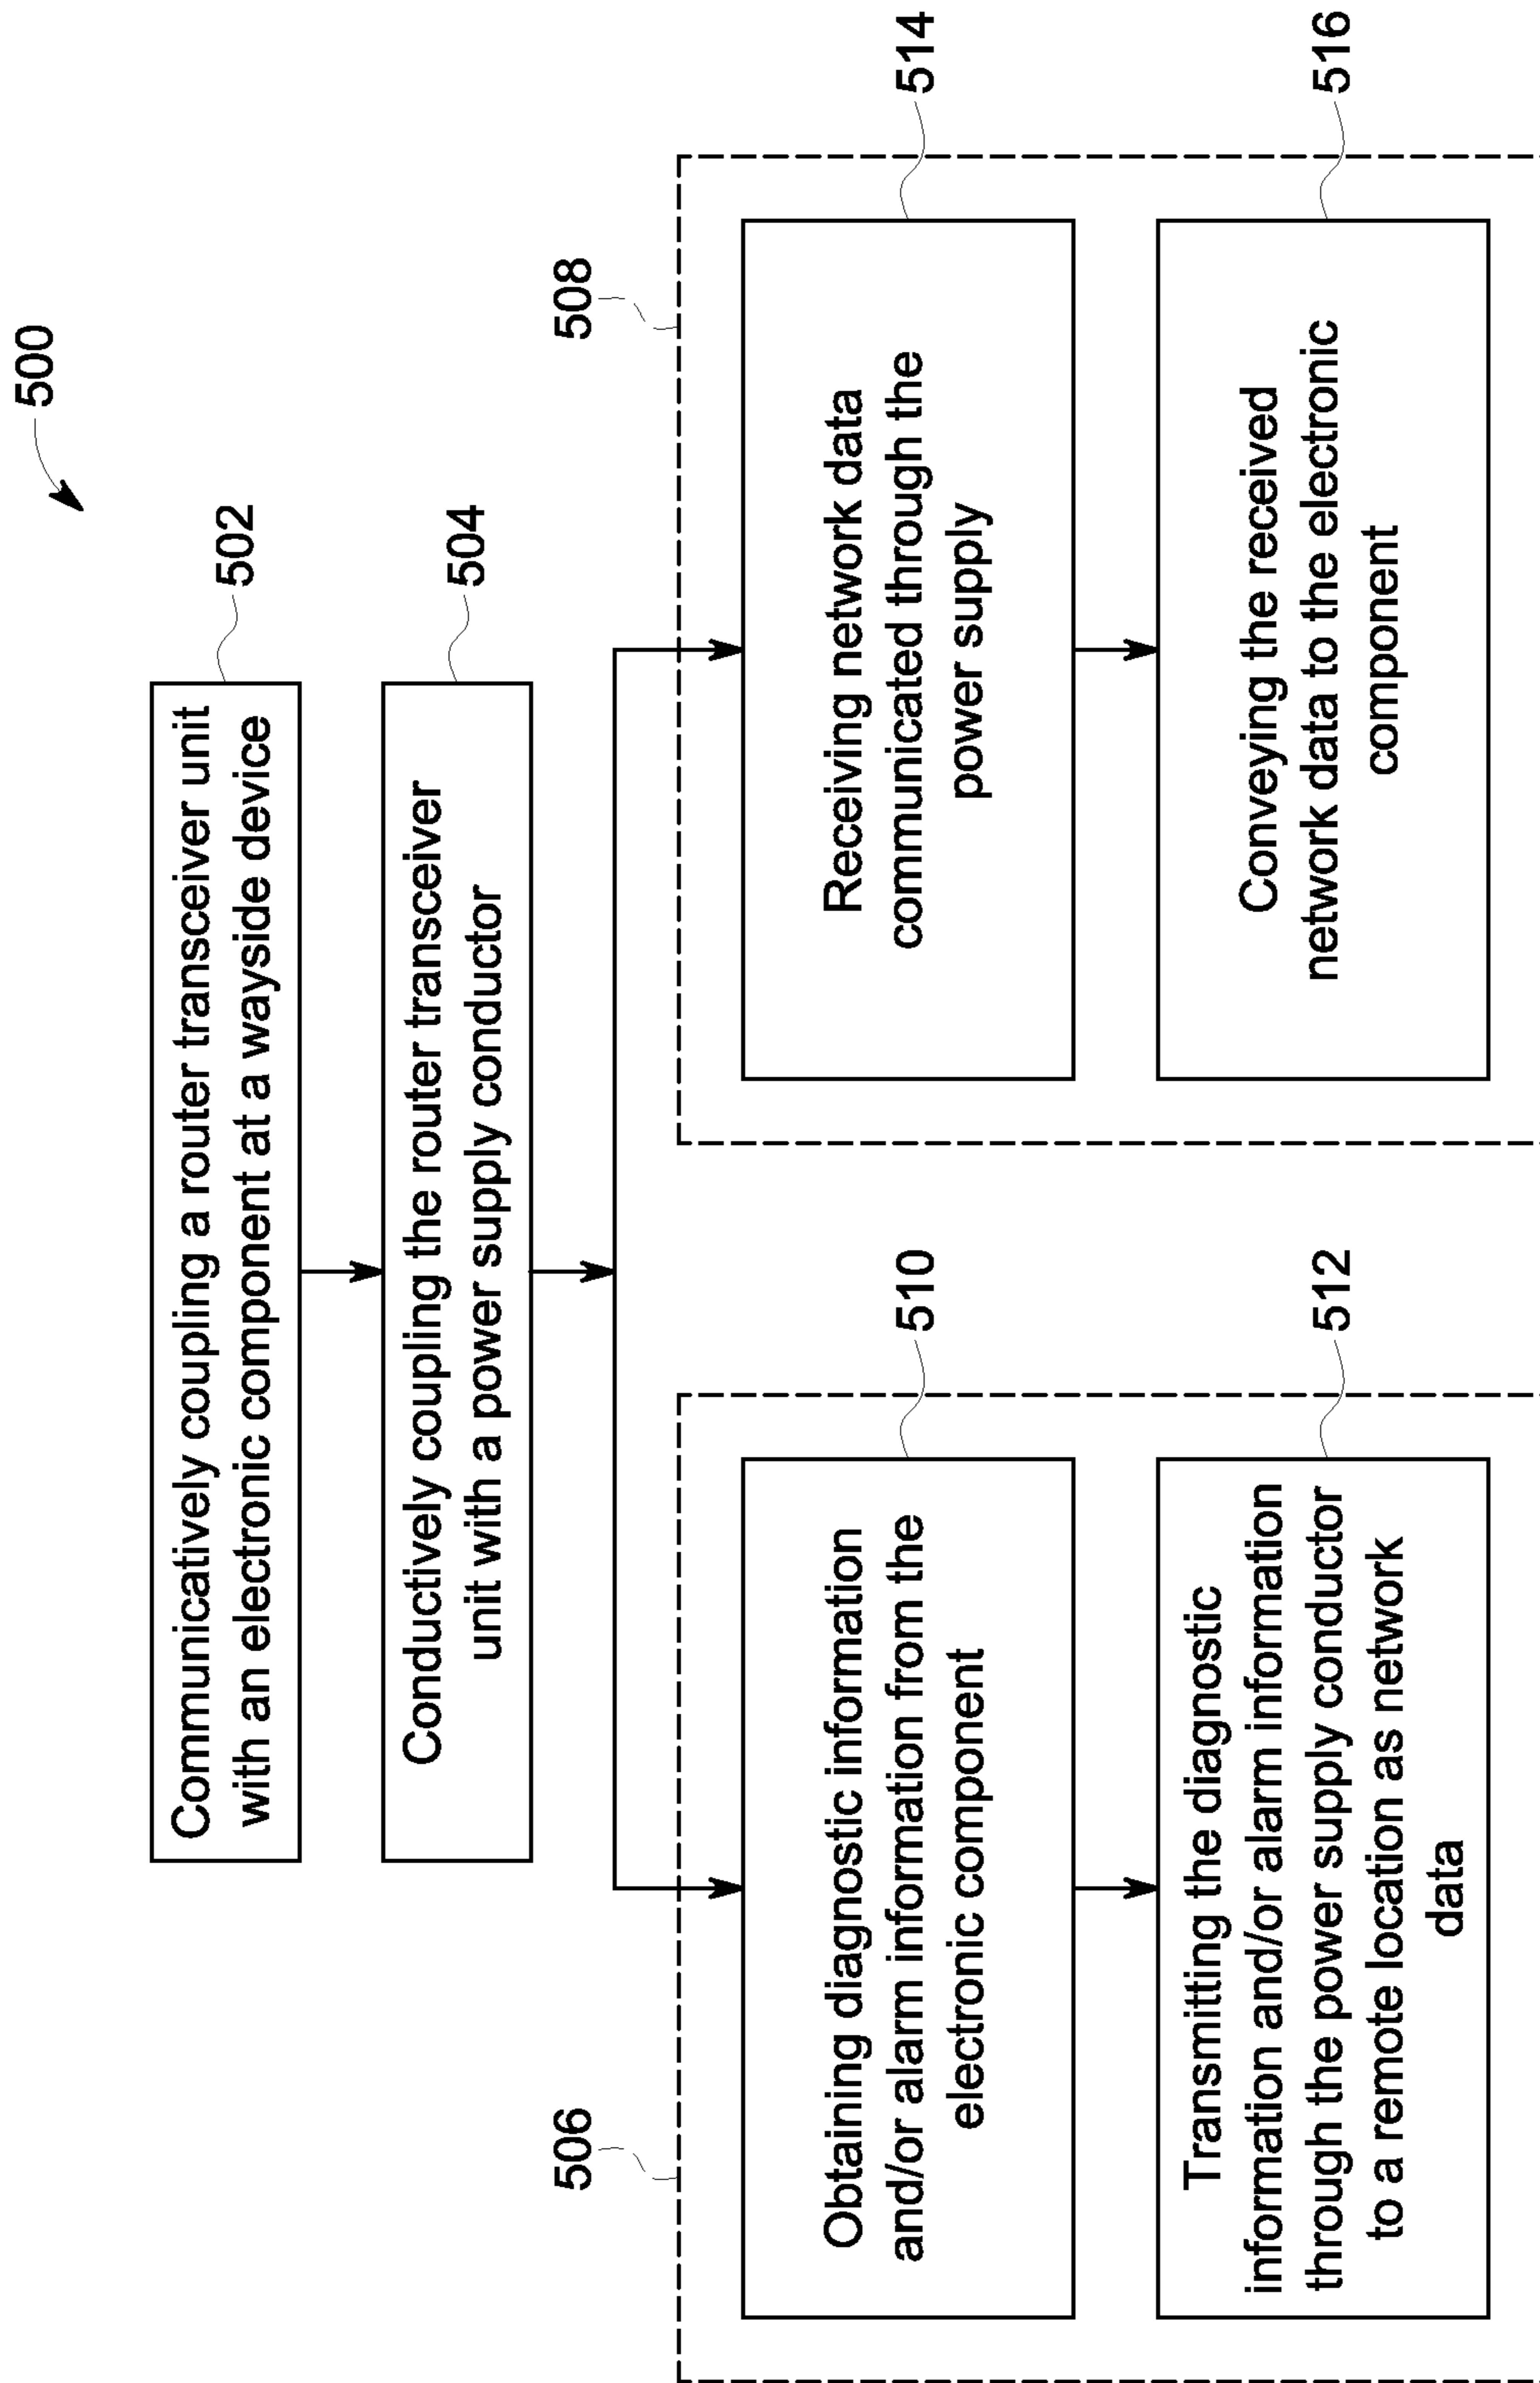 500
502
Communicatively coupling a router transceiver unit
with an electronic component at a wayside device
504
Conductively coupling the router transceiver
unit with a power supply conductor
506
510
Obtaining diagnostic information
and/or alarm information from the
electronic component
512
Transmitting the diagnostic
information and/or alarm information
through the power supply conductor
to a remote location as network
data
508
514
Receiving network data
communicated through the
power supply
516
Conveying the received
network data to the electronic
component